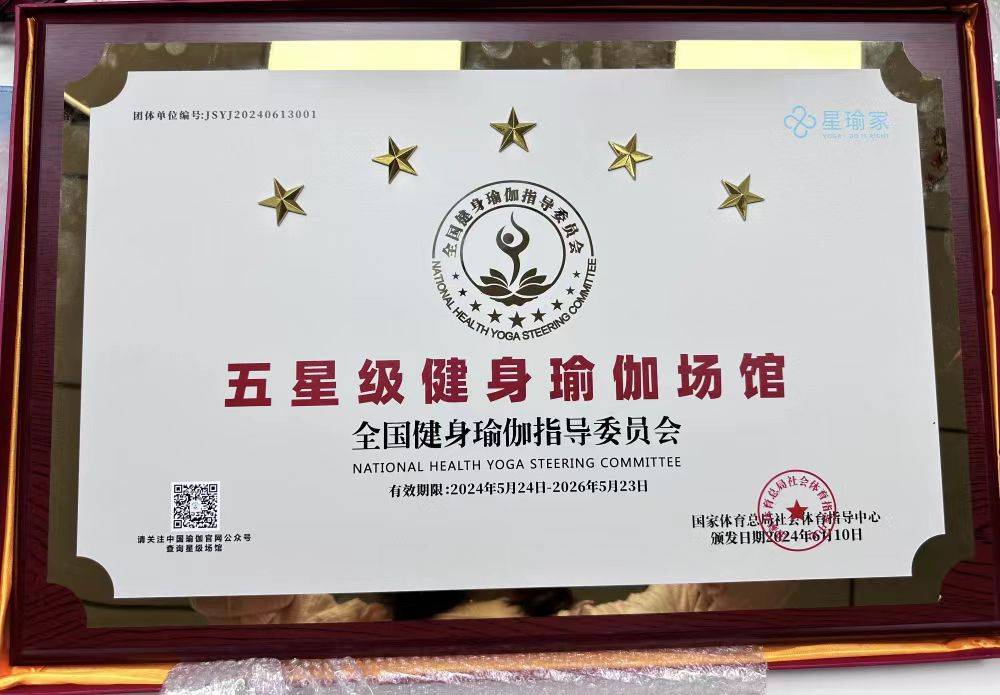 团体单位编号:JSYJ20240613001
星瑜家
YOGA · DO IS RIGHT
全国健身瑜伽指导委员会
NATIONAL HEALTH YOGA STEERING COMMITTEE
五星级健身瑜伽场馆
全国健身瑜伽指导委员会
NATIONAL HEALTH YOGA STEERING COMMITTEE
有效期限:2024年5月24日-2026年5月23日
请关注中国瑜伽官网公众号
查询星级场馆
国家体育总局社会体育指导中心
颁发日期2024年6月10日